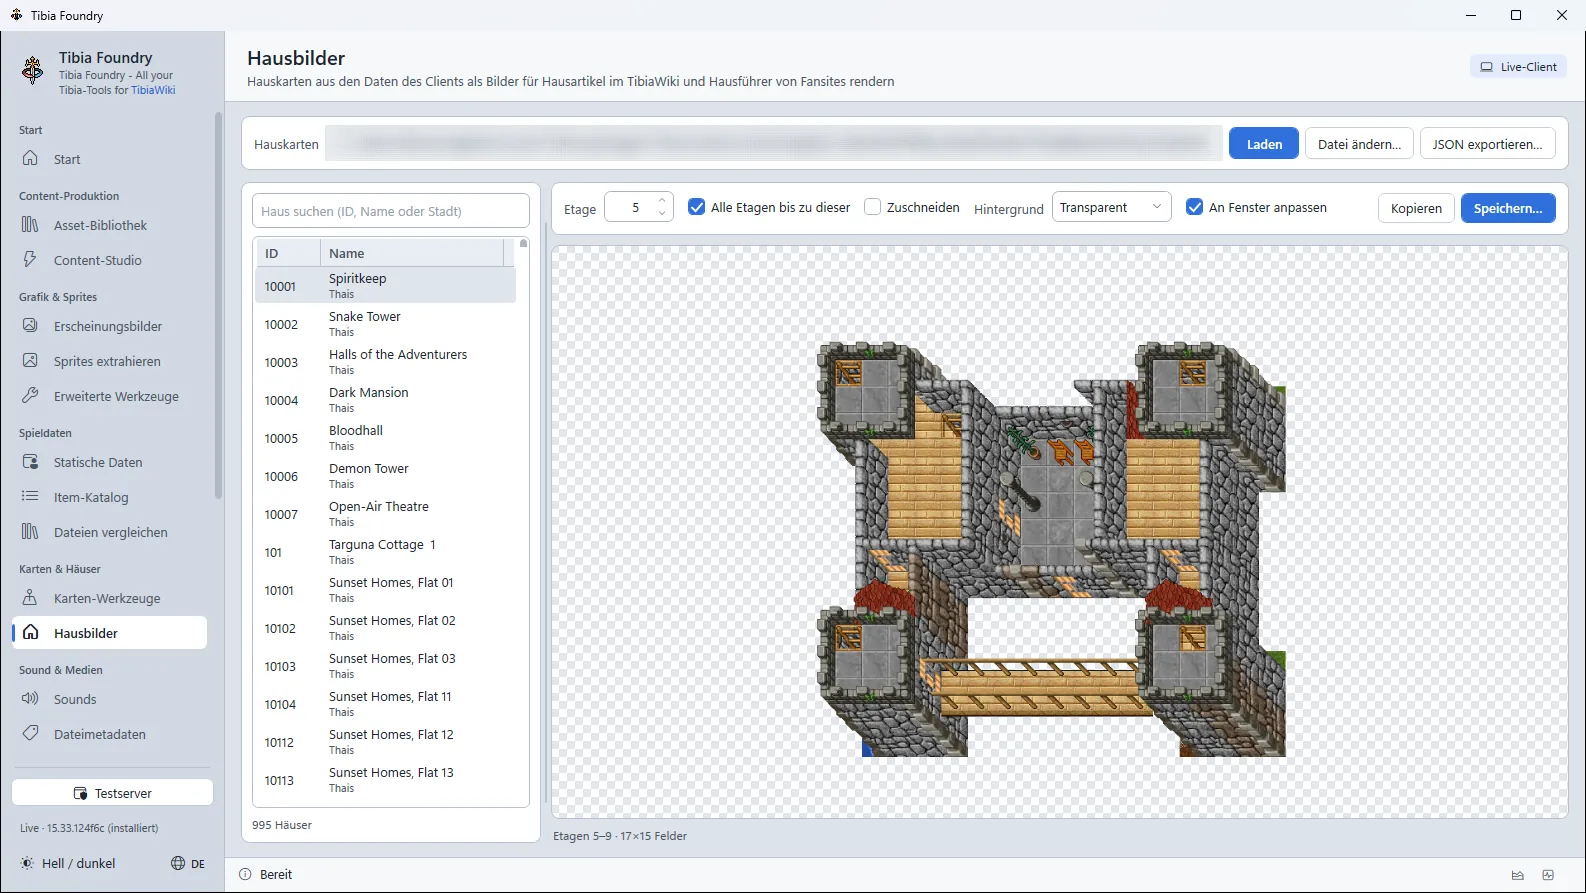 Tibia Foundry
Tibia Foundry
Tibia Foundry - All your
Tibia-Tools for TibiaWiki
Start
Start
Content-Produktion
Asset-Bibliothek
Content-Studio
Grafik & Sprites
Erscheinungsbilder
Sprites extrahieren
Erweiterte Werkzeuge
Spieldaten
Statische Daten
Item-Katalog
Dateien vergleichen
Karten & Häuser
Karten-Werkzeuge
Hausbilder
Sound & Medien
Sounds
Dateimetadaten
Testserver
Live · 15.33.124f6c (installiert)
Hell / dunkel
DE
Hausbilder
Hauskarten aus den Daten des Clients als Bilder für Hausartikel im TibiaWiki und Hausführer von Fansites rendern
Live-Client
Hauskarten
Laden
Datei ändern...
JSON exportieren...
Haus suchen (ID, Name oder Stadt)
ID Name
10001 Spiritkeep
Thais
10002 Snake Tower
Thais
10003 Halls of the Adventurers
Thais
10004 Dark Mansion
Thais
10005 Bloodhall
Thais
10006 Demon Tower
Thais
10007 Open-Air Theatre
Thais
101 Targuna Cottage 1
Thais
10101 Sunset Homes, Flat 01
Thais
10102 Sunset Homes, Flat 02
Thais
10103 Sunset Homes, Flat 03
Thais
10104 Sunset Homes, Flat 11
Thais
10112 Sunset Homes, Flat 12
Thais
10113 Sunset Homes, Flat 13
Thais
995 Häuser
Etage 5 Alle Etagen bis zu dieser Zuschneiden Hintergrund Transparent An Fenster anpassen Kopieren Speichern...
Etagen 5–9 · 17×15 Felder
Bereit